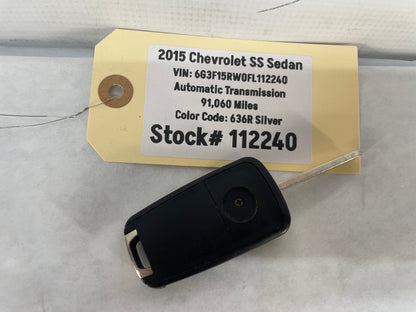 2015 Chevrolet SS Sedan
VIN: 6G3F15RW0FL112240
Automatic Transmission
91,060 Miles
Color Code: 636R Silver
Stock# 112240